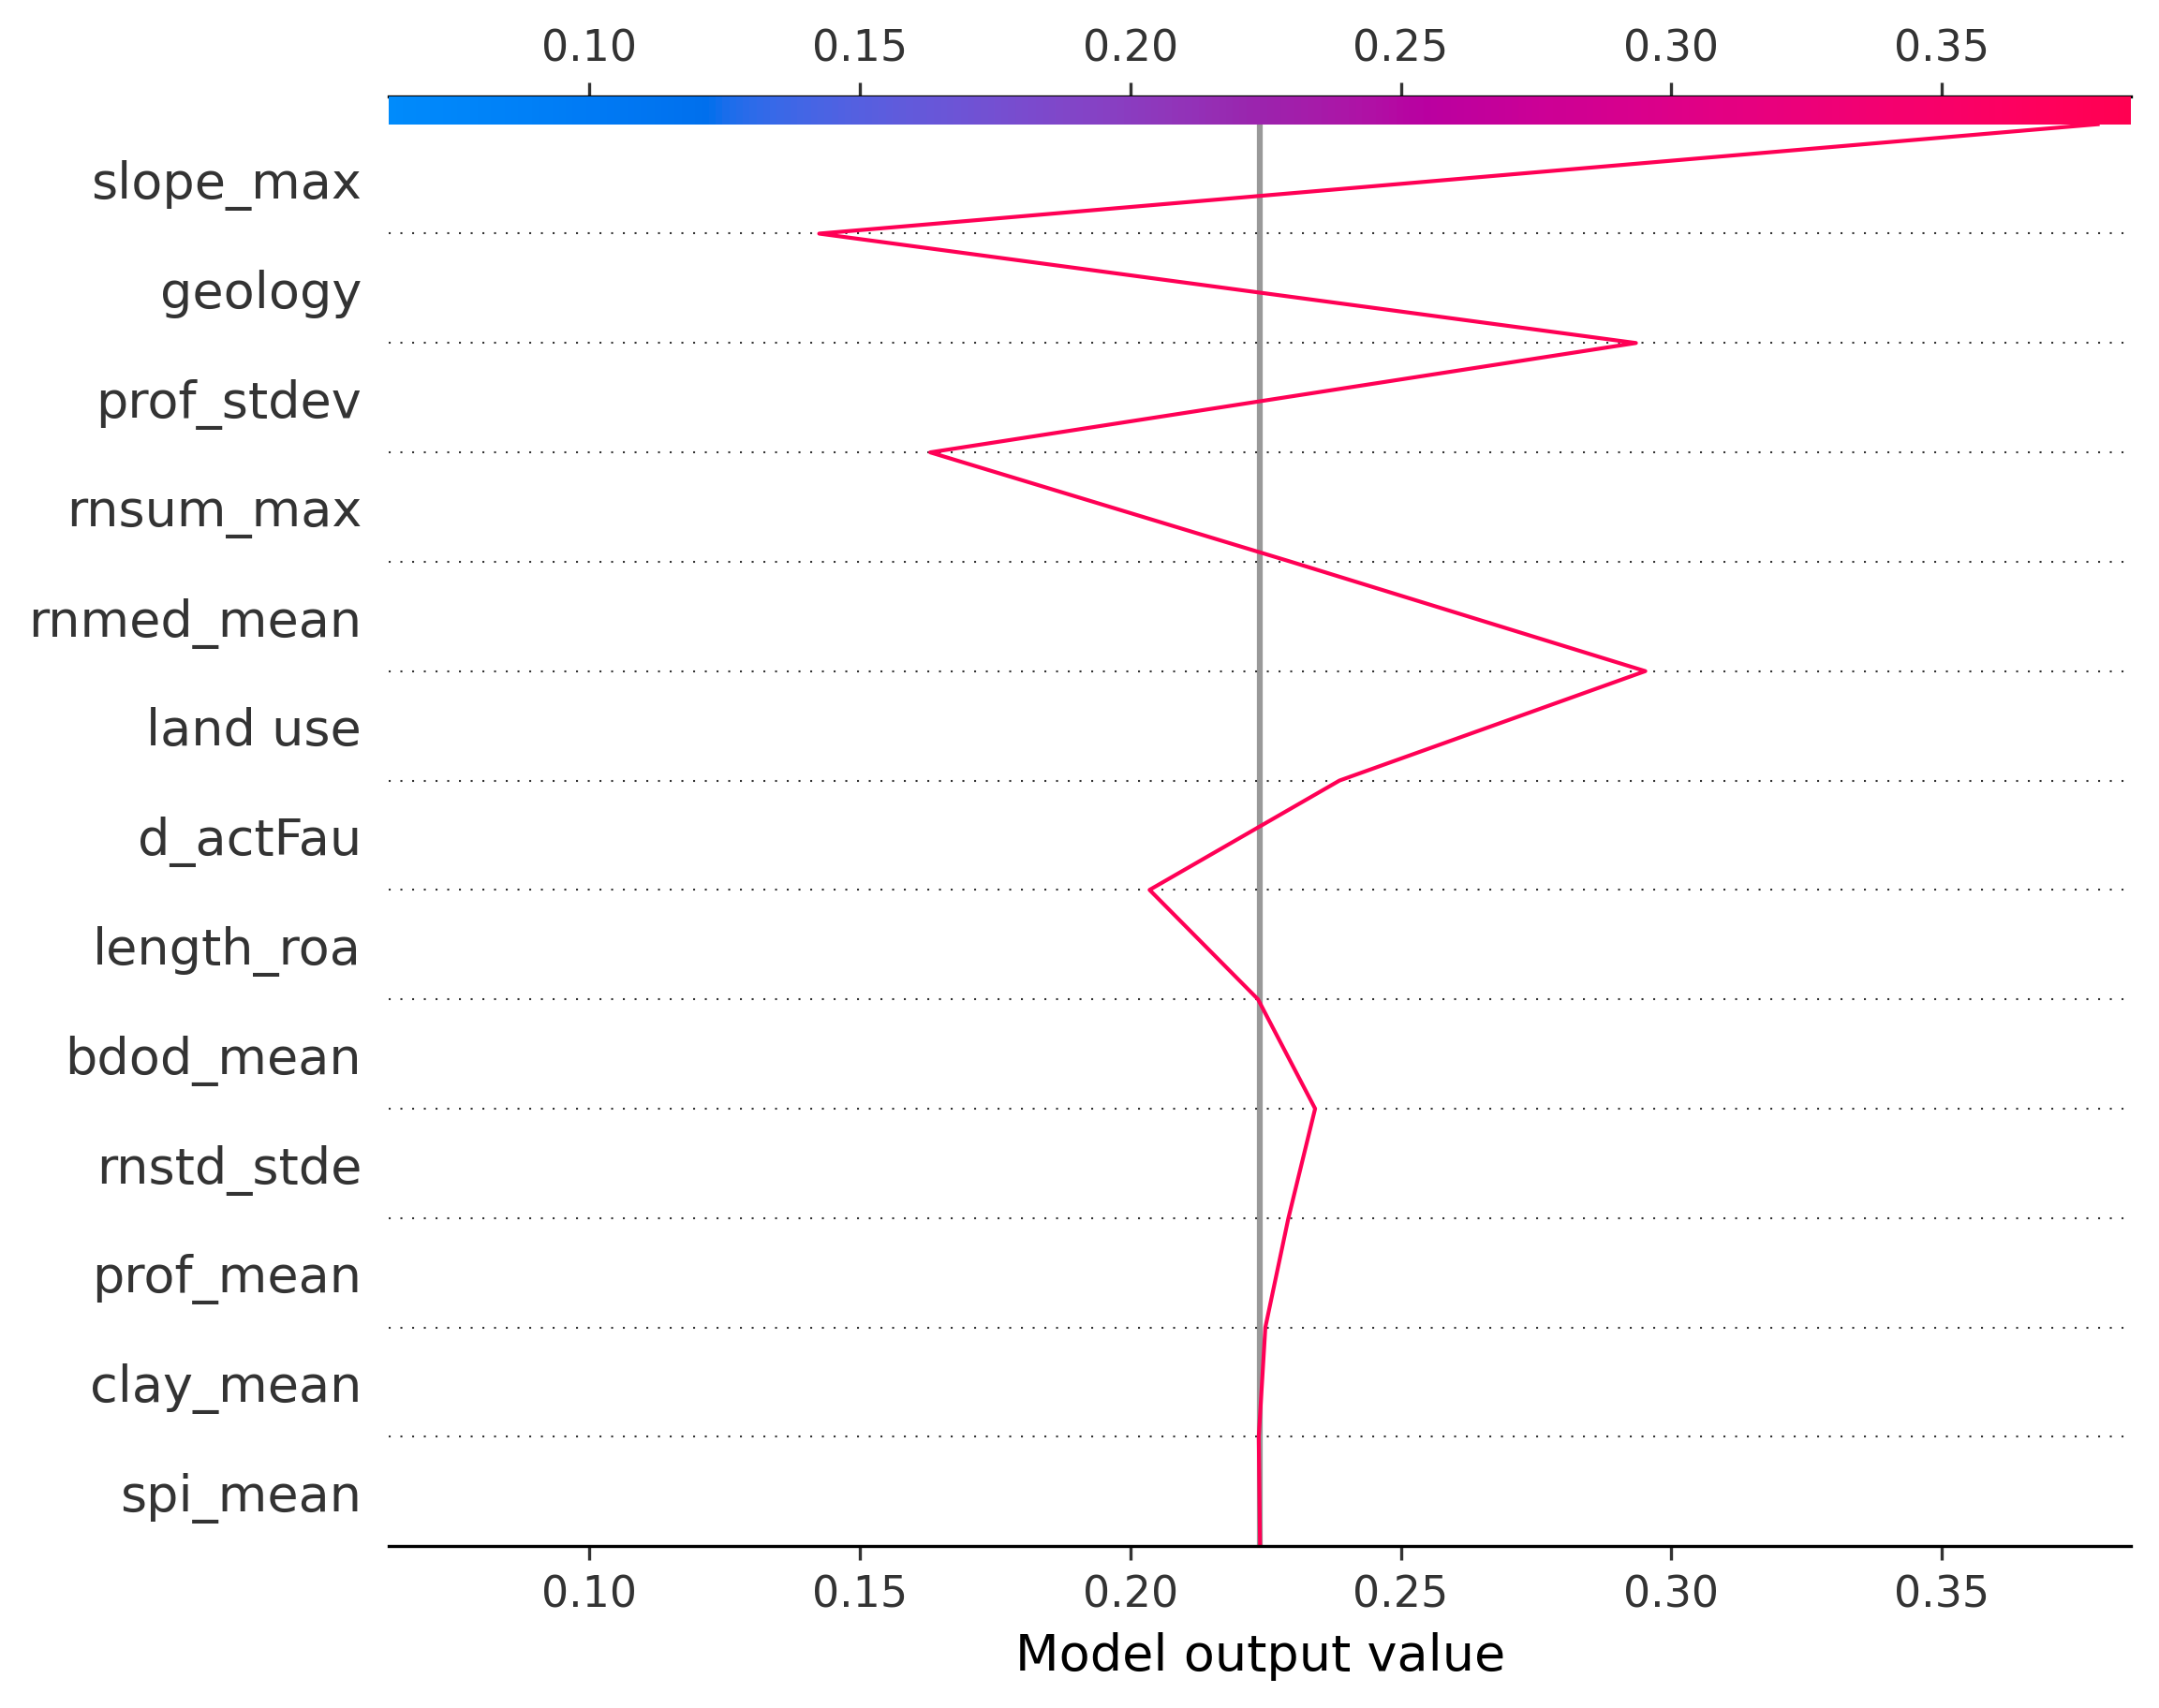 0.10 0.15 0.20 0.25 0.30 0.35
slope_max
geology
prof_stdev
rnsum_max
rnmed_mean
land use
d_actFau
length_roa
bdod_mean
rnstd_stde
prof_mean
clay_mean
spi_mean
0.10 0.15 0.20 0.25 0.30 0.35
Model output value